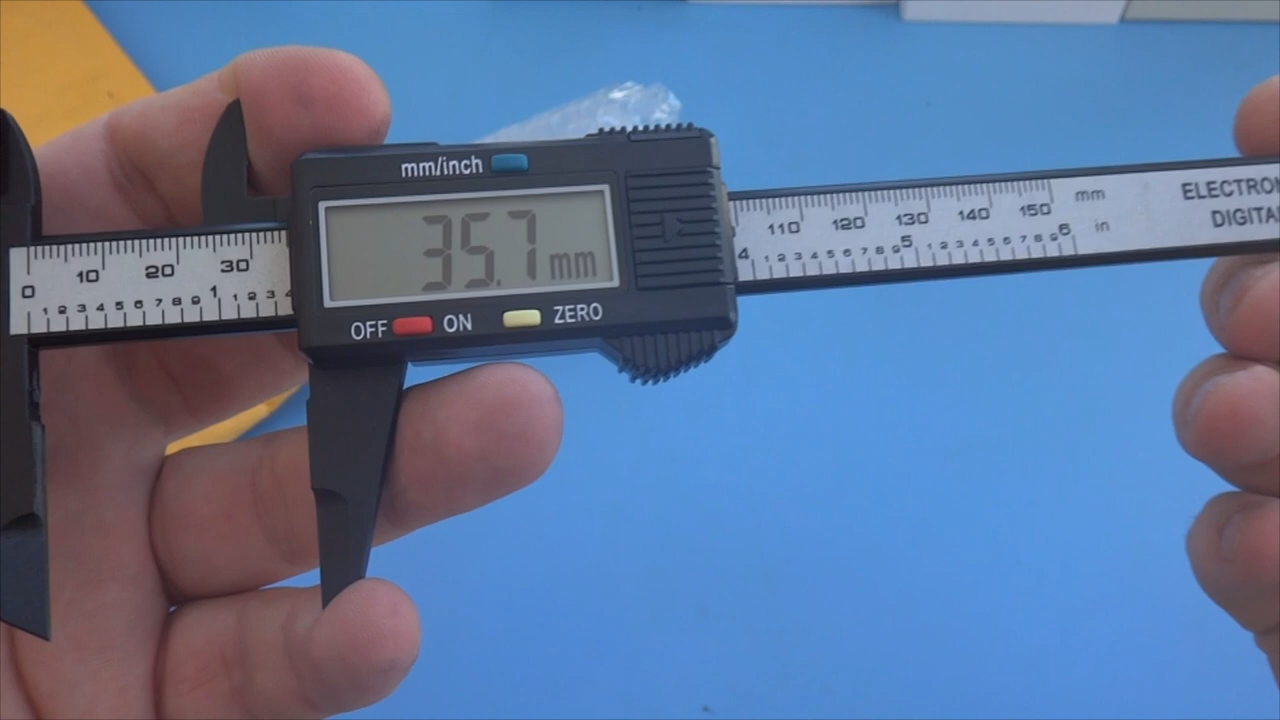 mm/inch
35.7 mm
OFF ON ZERO
0 10 20 30
1 2 3 4 5 6 7 8 9 1 1 2 3 4
110 120 130 140 150 mm
4 1 2 3 4 5 6 7 8 9 5 1 2 3 4 5 6 7 8 9 6 in
ELECTRON
DIGITA